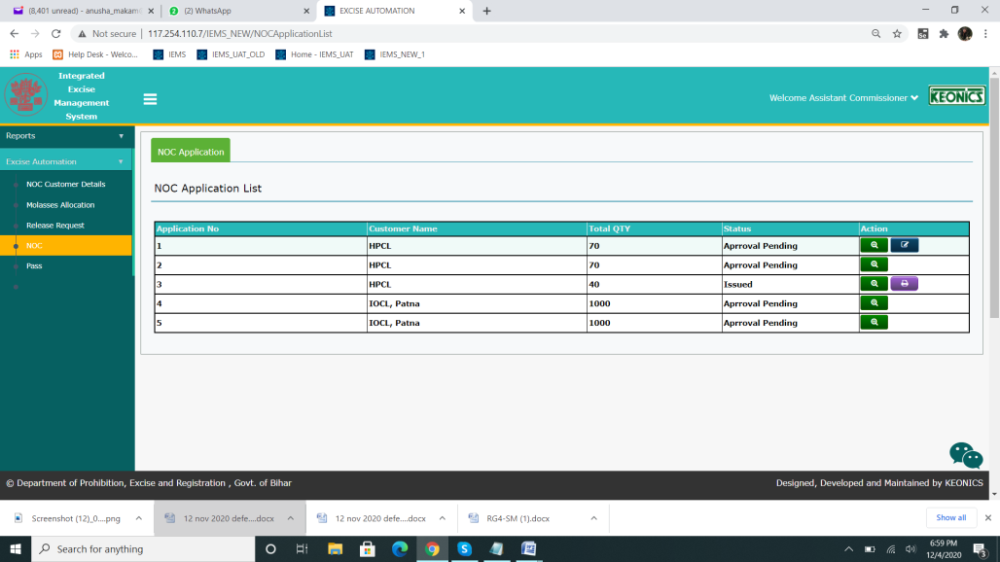 (8,401 unread) - anusha_makam
(2) WhatsApp
EXCISE AUTOMATION
Not secure | 117.254.110.7/IEMS_NEW/NOCApplicationList
Apps
Help Desk - Welco...
IEMS
IEMS_UAT_OLD
Home - IEMS_UAT
IEMS_NEW_1
Integrated
Excise
Management
System
Welcome Assistant Commissioner
KEONICS
Reports
Excise Automation
NOC Customer Details
Molasses Allocation
Release Request
NOC
Pass
NOC Application
NOC Application List
Application No Customer Name Total QTY Status Action
1 HPCL 70 Aprroval Pending
2 HPCL 70 Aprroval Pending
3 HPCL 40 Issued
4 IOCL, Patna 1000 Aprroval Pending
5 IOCL, Patna 1000 Aprroval Pending
© Department of Prohibition, Excise and Registration , Govt. of Bihar
Designed, Developed and Maintained by KEONICS
Screenshot (12)_0....png
12 nov 2020 defe....docx
12 nov 2020 defe....docx
RG4-SM (1).docx
Show all
Search for anything
6:59 PM
12/4/2020
3